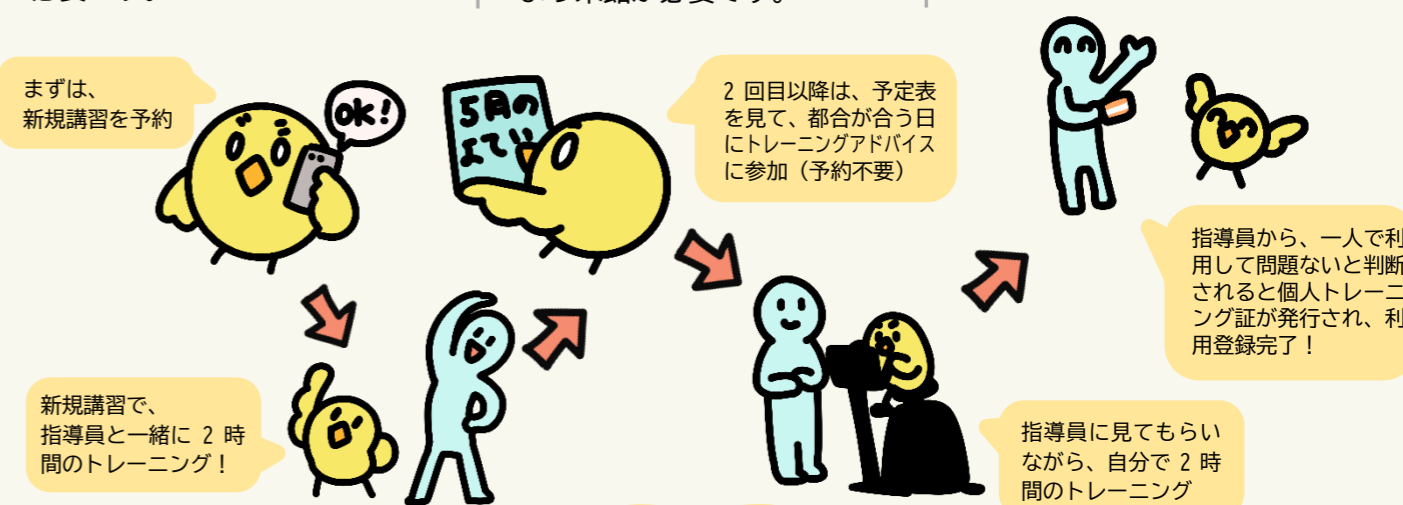 まずは、
新規講習を予約
OK!
新規講習で、
指導員と一緒に 2 時
間のトレーニング！
5月の
よてい
2 回目以降は、予定表
を見て、都合が合う日
にトレーニングアドバイス
に参加（予約不要）
指導員に見てもらい
ながら、自分で 2 時
間のトレーニング
指導員から、一人で利
用して問題ないと判断
されると個人トレーニ
ング証が発行され、利
用登録完了！